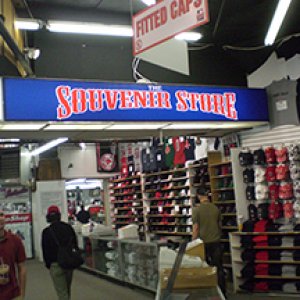 FITTED CAPS
THE
SOUVENIR STORE